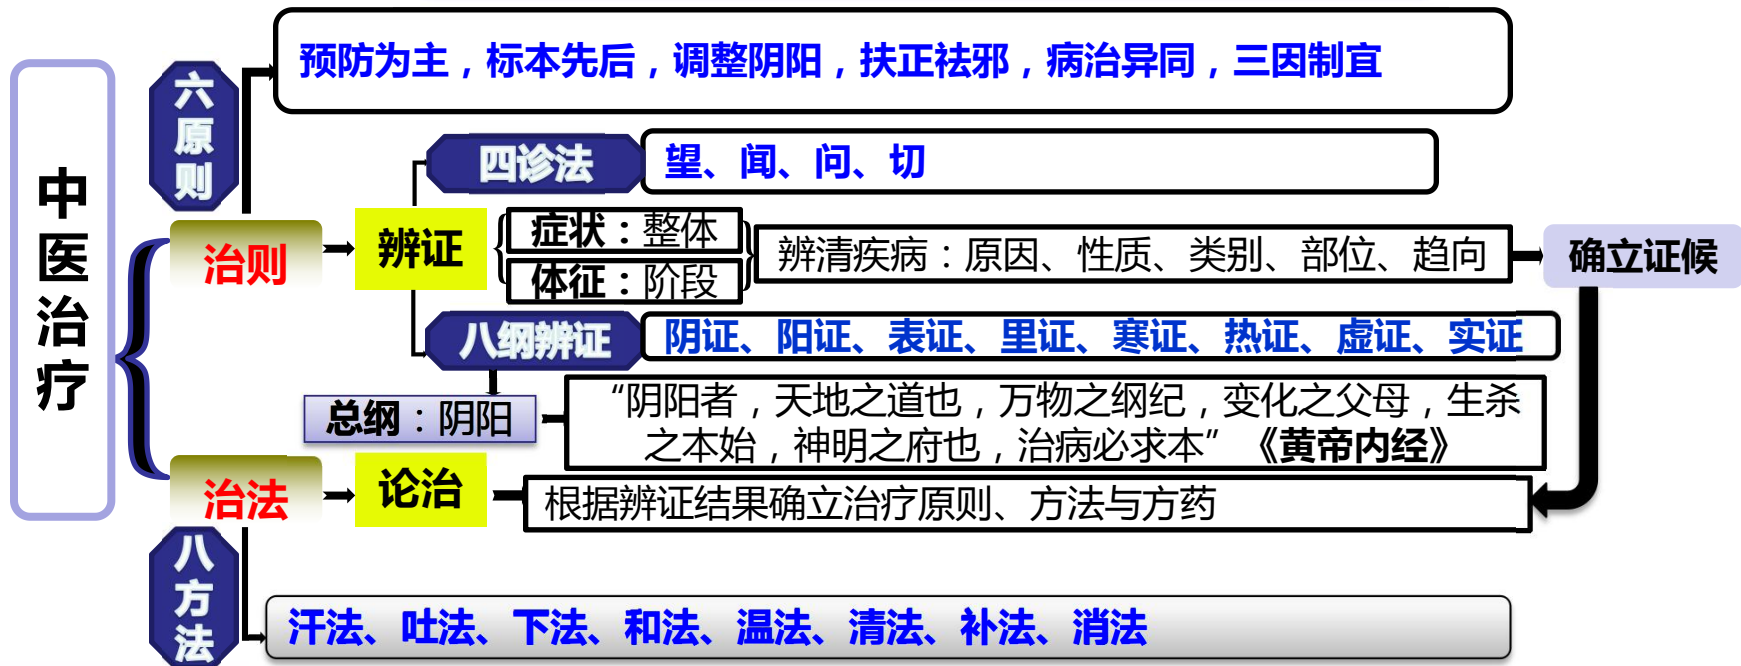 中医治疗
六原则
预防为主，标本先后，调整阴阳，扶正祛邪，病治异同，三因制宜
四诊法
望、闻、问、切
治则
辨证
症状：整体
体征：阶段
辨清疾病：原因、性质、类别、部位、趋向
确立证候
八纲辨证
阴证、阳证、表证、里证、寒证、热证、虚证、实证
总纲：阴阳
“阴阳者，天地之道也，万物之纲纪，变化之父母，生杀
之本始，神明之府也，治病必求本”《黄帝内经》
治法
论治
根据辨证结果确立治疗原则、方法与方药
八方法
汗法、吐法、下法、和法、温法、清法、补法、消法